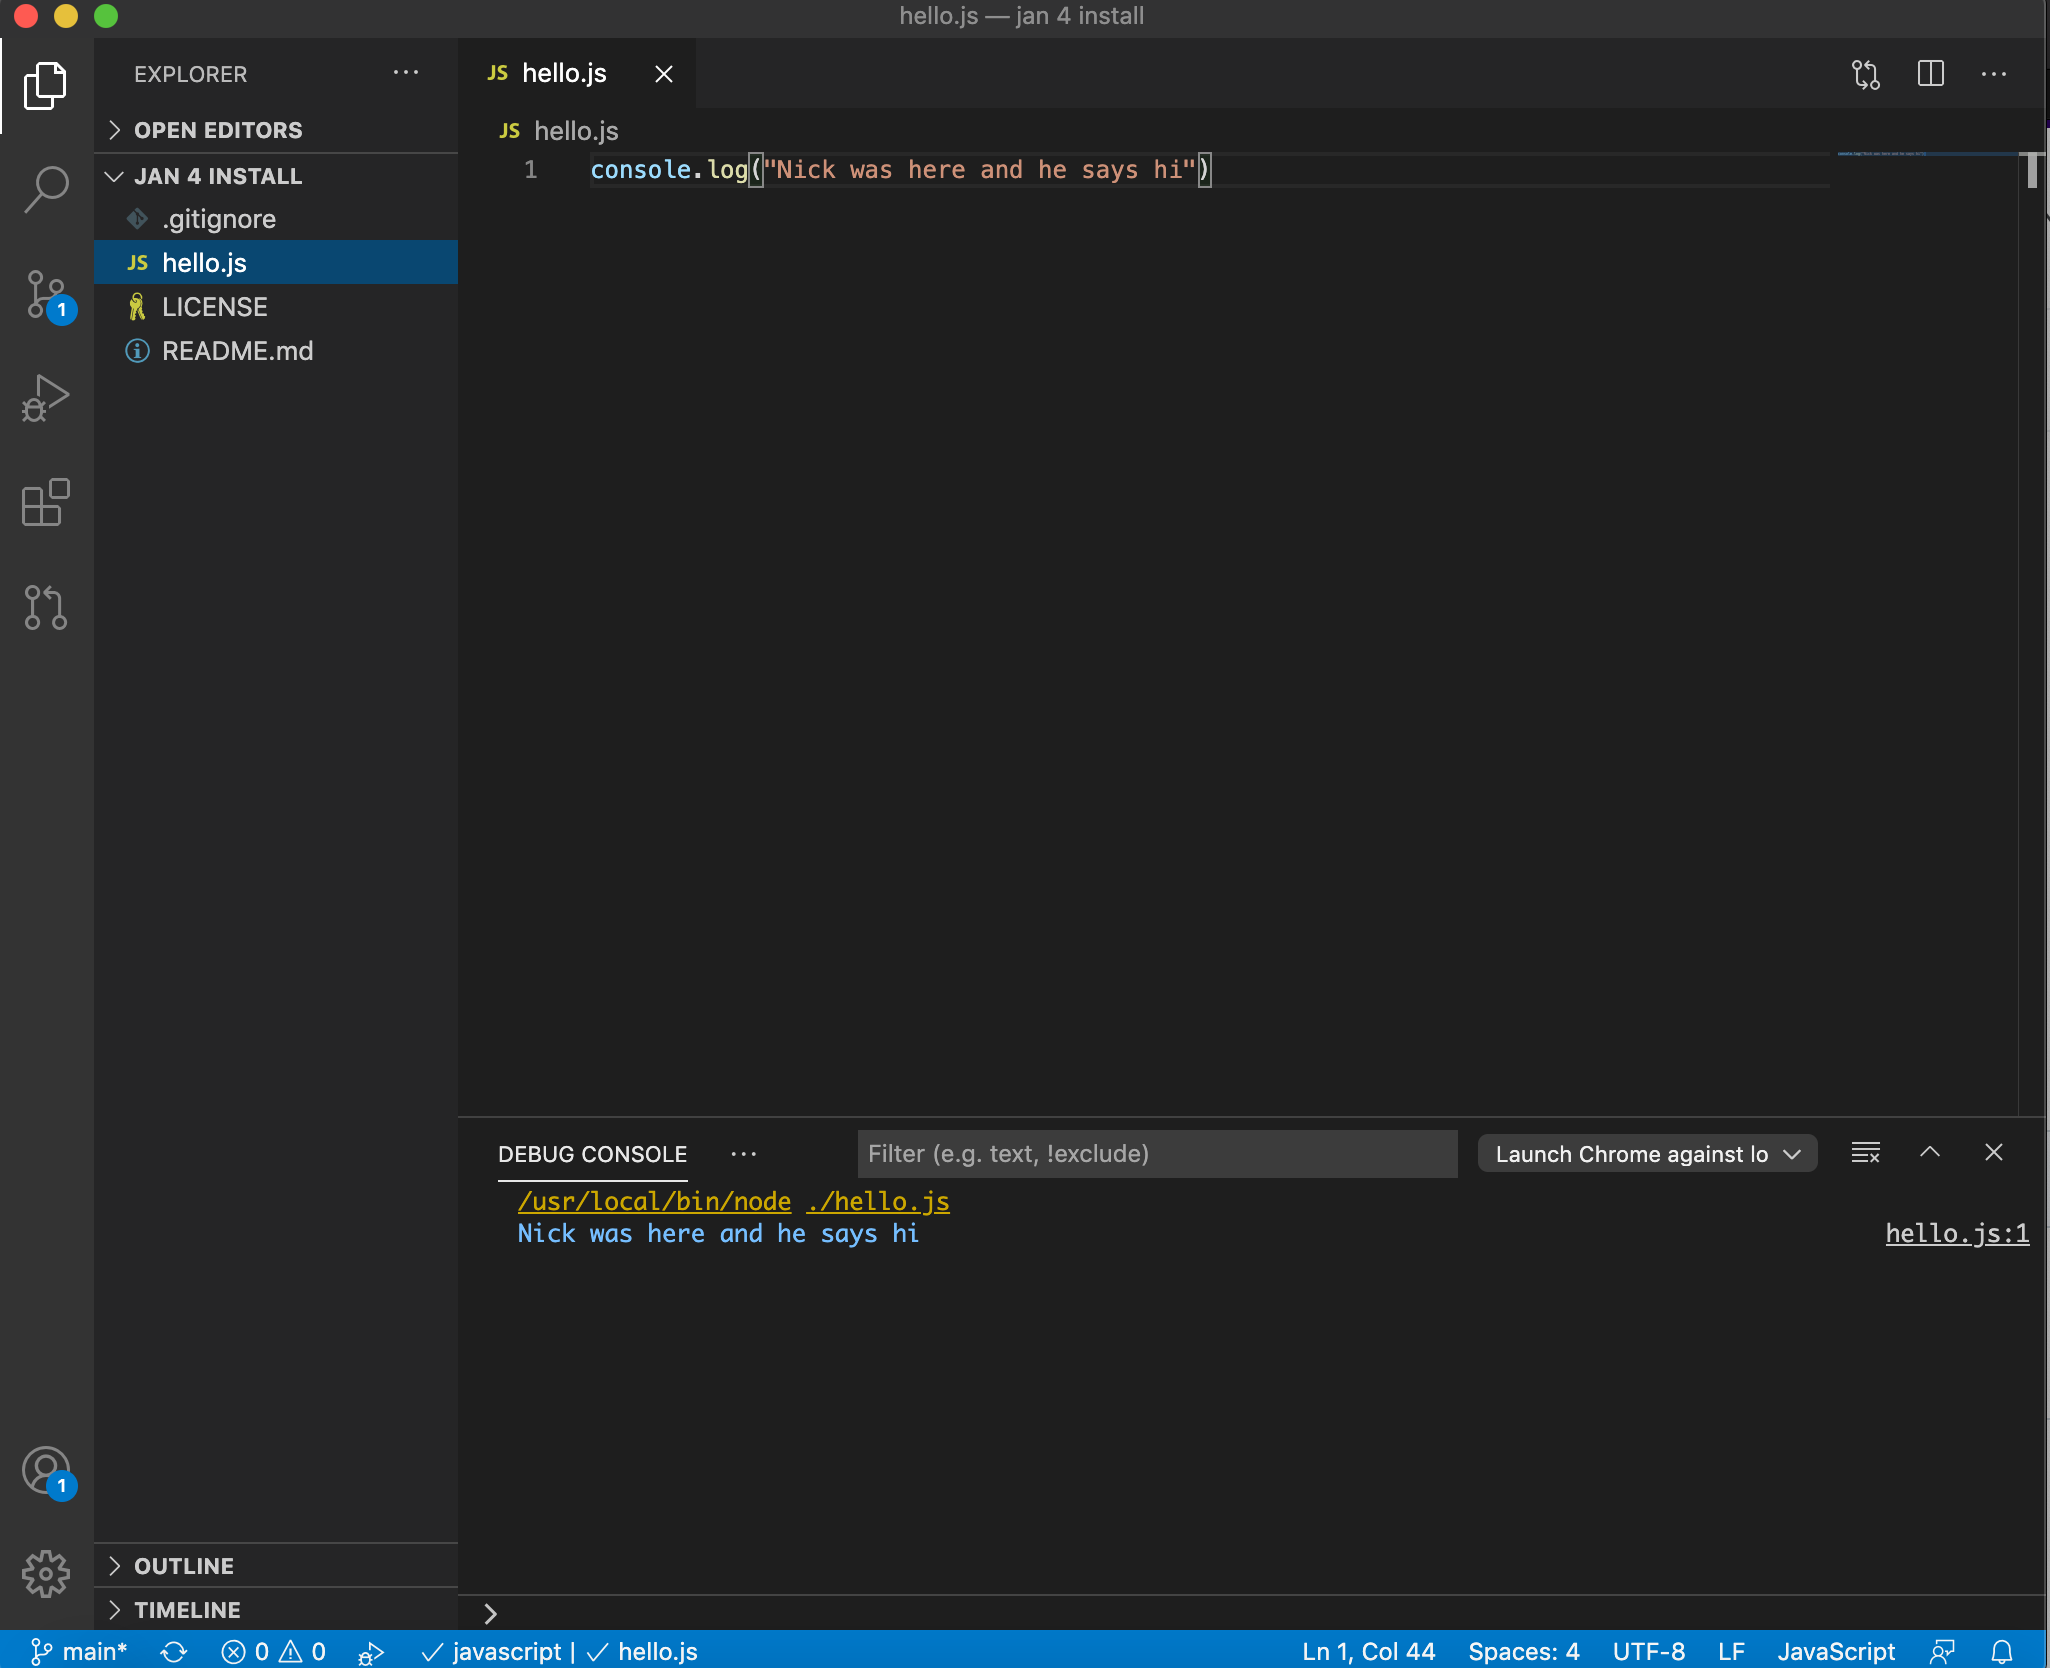 hello.js — jan 4 install
EXPLORER
OPEN EDITORS
JAN 4 INSTALL
.gitignore
JS hello.js
LICENSE
README.md
OUTLINE
TIMELINE
1
1
JS hello.js
JS hello.js
1 console.log("Nick was here and he says hi")
DEBUG CONSOLE
Filter (e.g. text, !exclude)
Launch Chrome against lo
/usr/local/bin/node ./hello.js
Nick was here and he says hi
hello.js:1
main* 0 0 javascript | hello.js Ln 1, Col 44 Spaces: 4 UTF-8 LF JavaScript